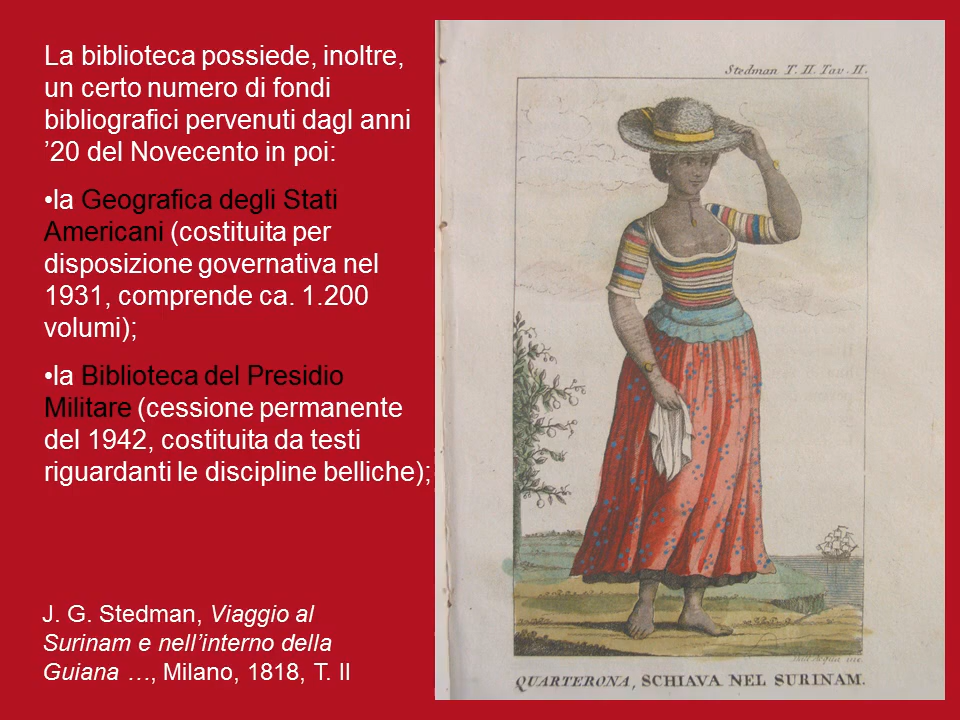 La biblioteca possiede, inoltre,
un certo numero di fondi
bibliografici pervenuti dagl anni
’20 del Novecento in poi:
•la Geografica degli Stati
Americani (costituita per
disposizione governativa nel
1931, comprende ca. 1.200
volumi);
•la Biblioteca del Presidio
Militare (cessione permanente
del 1942, costituita da testi
riguardanti le discipline belliche);
J. G. Stedman, Viaggio al
Surinam e nell’interno della
Guiana …, Milano, 1818, T. II
Stedman T. II. Tav. II.
inc.
QUARTERONA, SCHIAVA NEL SURINAM.